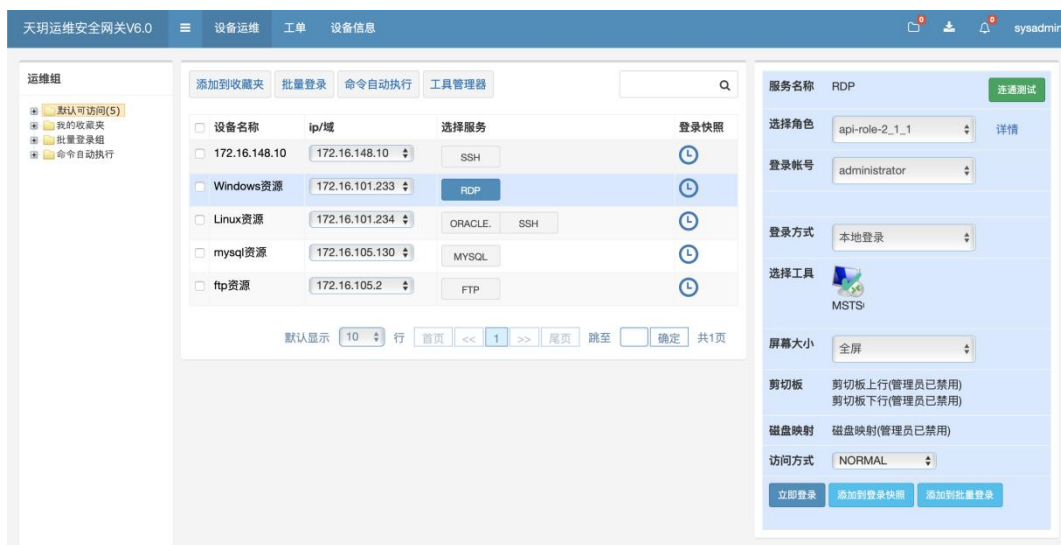 天玥运维安全网关V6.0 设备运维 工单 设备信息 0 0 sysadmin
运维组
默认可访问(5)
我的收藏夹
批量登录组
命令自动执行
添加到收藏夹 批量登录 命令自动执行 工具管理器
设备名称 ip/域 选择服务 登录快照
172.16.148.10 172.16.148.10 SSH
Windows资源 172.16.101.233 RDP
Linux资源 172.16.101.234 ORACLE. SSH
mysql资源 172.16.105.130 MYSQL
ftp资源 172.16.105.2 FTP
默认显示 10 行 首页 << 1 >> 尾页 跳至 确定 共1页
服务名称 RDP 连通测试
选择角色 api-role-2_1_1 详情
登录帐号 administrator
登录方式 本地登录
选择工具
MSTS
屏幕大小 全屏
剪切板 剪切板上行(管理员已禁用)
剪切板下行(管理员已禁用)
磁盘映射 磁盘映射(管理员已禁用)
访问方式 NORMAL
立即登录 添加到登录快照 添加到批量登录